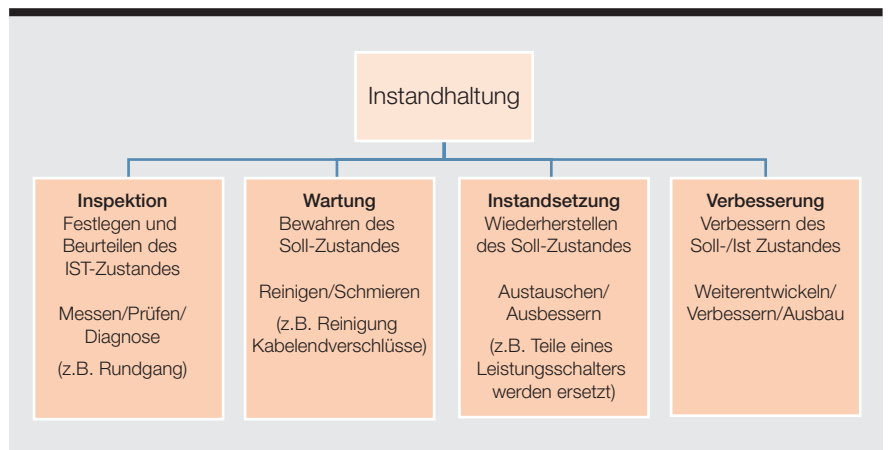 Instandhaltung
Inspektion
Festlegen und
Beurteilen des
IST-Zustandes
Messen/Prüfen/
Diagnose
(z.B. Rundgang)
Wartung
Bewahren des
Soll-Zustandes
Reinigen/Schmieren
(z.B. Reinigung
Kabelendverschlüsse)
Instandsetzung
Wiederherstellen
des Soll-Zustandes
Austauschen/
Ausbessern
(z.B. Teile eines
Leistungsschalters
werden ersetzt)
Verbesserung
Verbessern des
Soll-/Ist Zustandes
Weiterentwickeln/
Verbessern/Ausbau